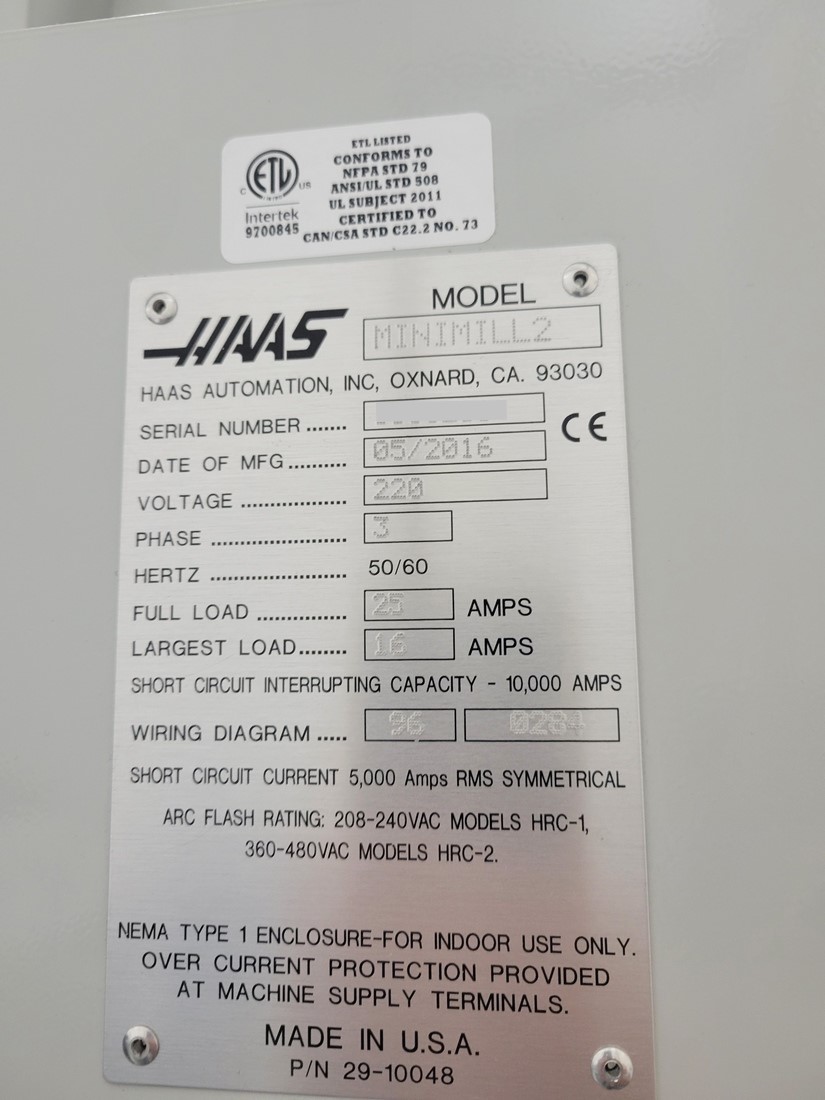 ETL LISTED
CONFORMS TO
NFPA STD 79
ANSI/UL STD 508
UL SUBJECT 2011
CERTIFIED TO
CAN/CSA STD C22.2 NO. 73
C ETL US
Intertek
9700845
MODEL
HAAS MINIMILL2
HAAS AUTOMATION, INC, OXNARD, CA. 93030
SERIAL NUMBER .......
CE
DATE OF MFG.......... 05/2016
VOLTAGE .................. 220
PHASE ....................... 3
HERTZ ....................... 50/60
FULL LOAD ............... 25 AMPS
LARGEST LOAD........ 16 AMPS
SHORT CIRCUIT INTERRUPTING CAPACITY - 10,000 AMPS
WIRING DIAGRAM ..... 96 0284
SHORT CIRCUIT CURRENT 5,000 Amps RMS SYMMETRICAL
ARC FLASH RATING: 208-240VAC MODELS HRC-1,
360-480VAC MODELS HRC-2.
NEMA TYPE 1 ENCLOSURE-FOR INDOOR USE ONLY.
OVER CURRENT PROTECTION PROVIDED
AT MACHINE SUPPLY TERMINALS.
MADE IN U.S.A.
P/N 29-10048